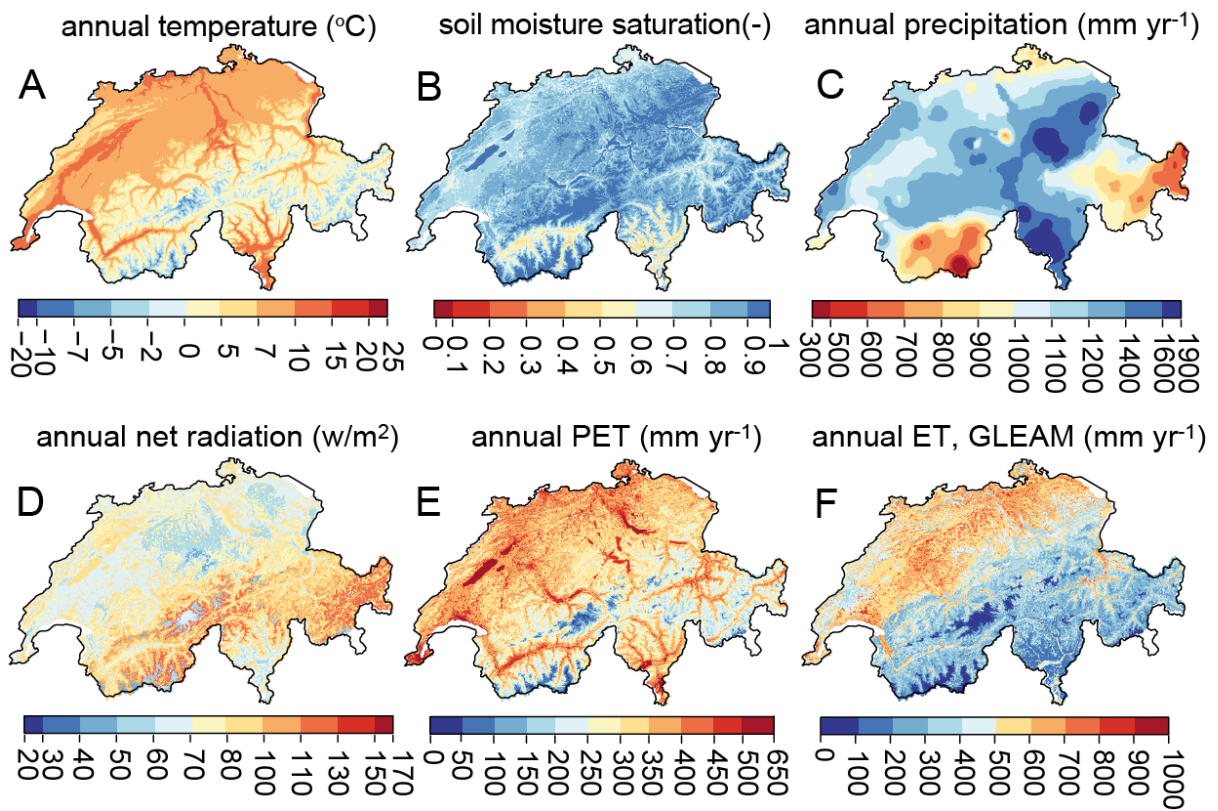 annual temperature (°C)
soil moisture saturation(-)
annual precipitation (mm yr-1)
A
B
C
−20 −10 −7 −5 −2 0 5 7 10 15 20 25
0 0.1 0.2 0.3 0.4 0.5 0.6 0.7 0.8 0.9 1
300 500 600 700 800 900 1000 1100 1200 1400 1600 1900
annual net radiation (w/m2)
annual PET (mm yr-1)
annual ET, GLEAM (mm yr-1)
D
E
F
20 30 40 50 60 70 80 100 110 130 150 170
0 50 100 150 200 250 300 350 400 450 500 650
0 100 200 300 400 500 600 700 800 900 1000